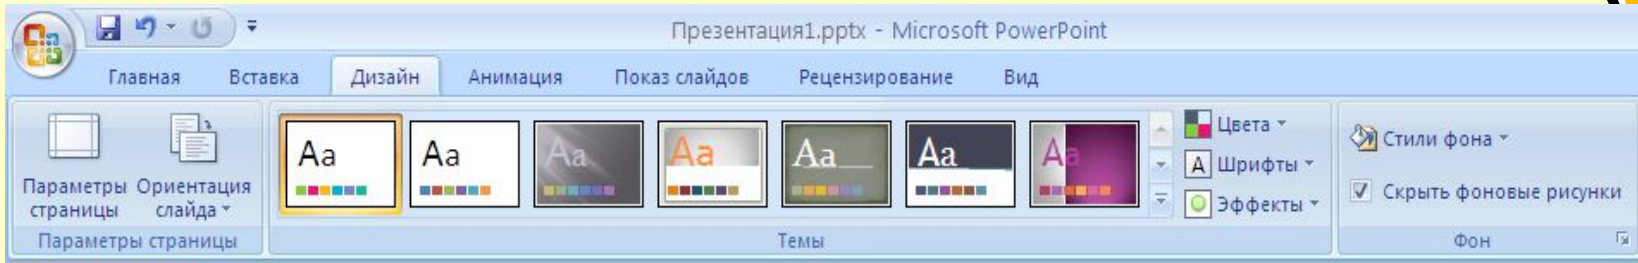 Презентация1.pptx - Microsoft PowerPoint
Главная Вставка Дизайн Анимация Показ слайдов Рецензирование Вид
Параметры страницы
Ориентация слайда
Aa Aa Aa Aa Aa Aa Aa
Цвета
A Шрифты
Эффекты
Стили фона
Скрыть фоновые рисунки
Параметры страницы Темы Фон